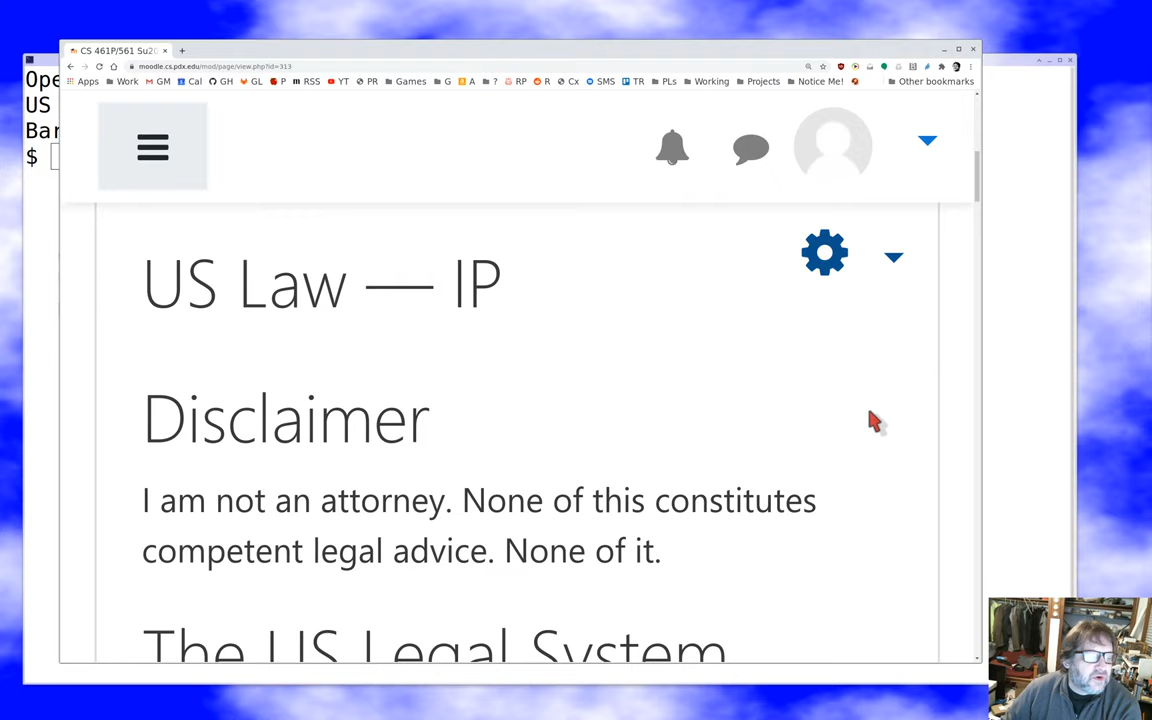 CS 461P/561 Su20
moodle.cs.pdx.edu/mod/page/view.php?id=313
Apps Work GM Cal GH GL P RSS YT PR Games G A ? RP R Cx SMS TR PLs Working Projects Notice Me! Other bookmarks
Ope
US
Bar
$
US Law — IP
Disclaimer
I am not an attorney. None of this constitutes
competent legal advice. None of it.
The US Legal System